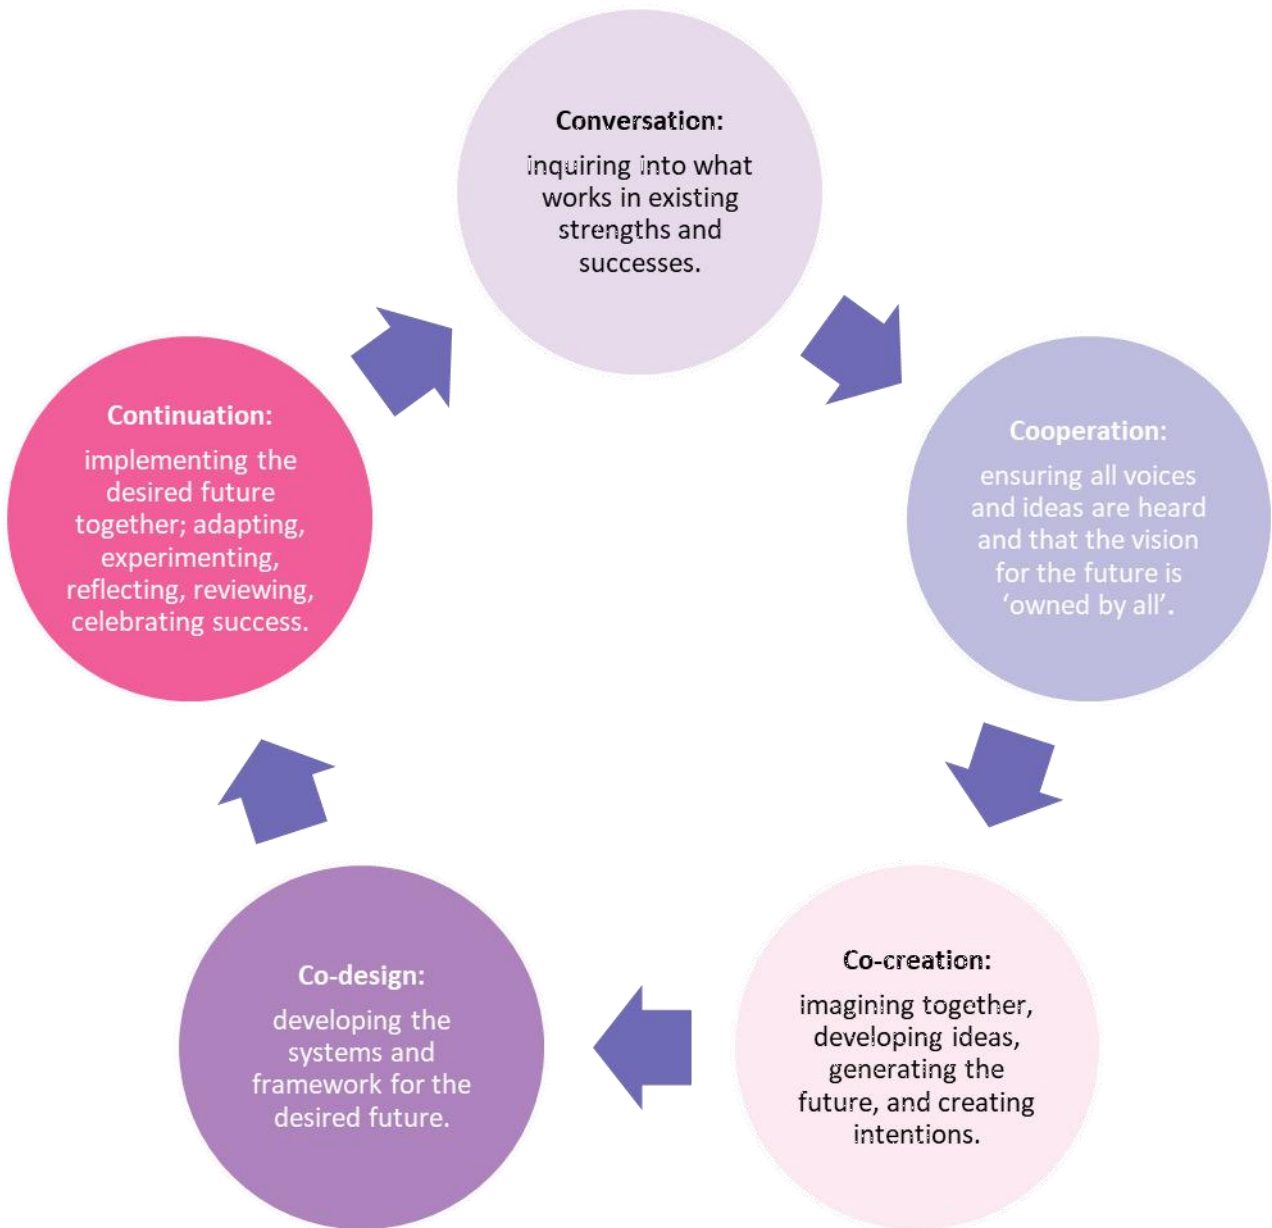 Conversation:
inquiring into what
works in existing
strengths and
successes.
Cooperation:
ensuring all voices
and ideas are heard
and that the vision
for the future is
‘owned by all’.
Co-creation:
imagining together,
developing ideas,
generating the
future, and creating
intentions.
Co-design:
developing the
systems and
framework for the
desired future.
Continuation:
implementing the
desired future
together; adapting,
experimenting,
reflecting, reviewing,
celebrating success.